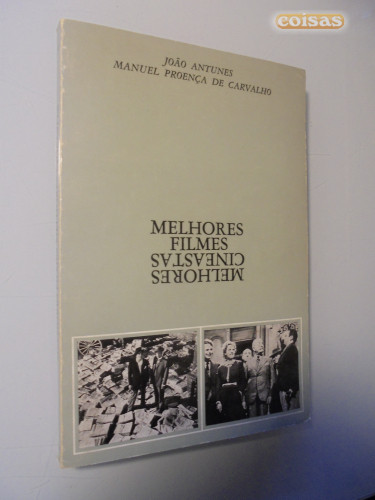 coisas
JOÃO ANTUNES
MANUEL PROENÇA DE CARVALHO
MELHORES
FILMES
CINEASTAS
MELHORES